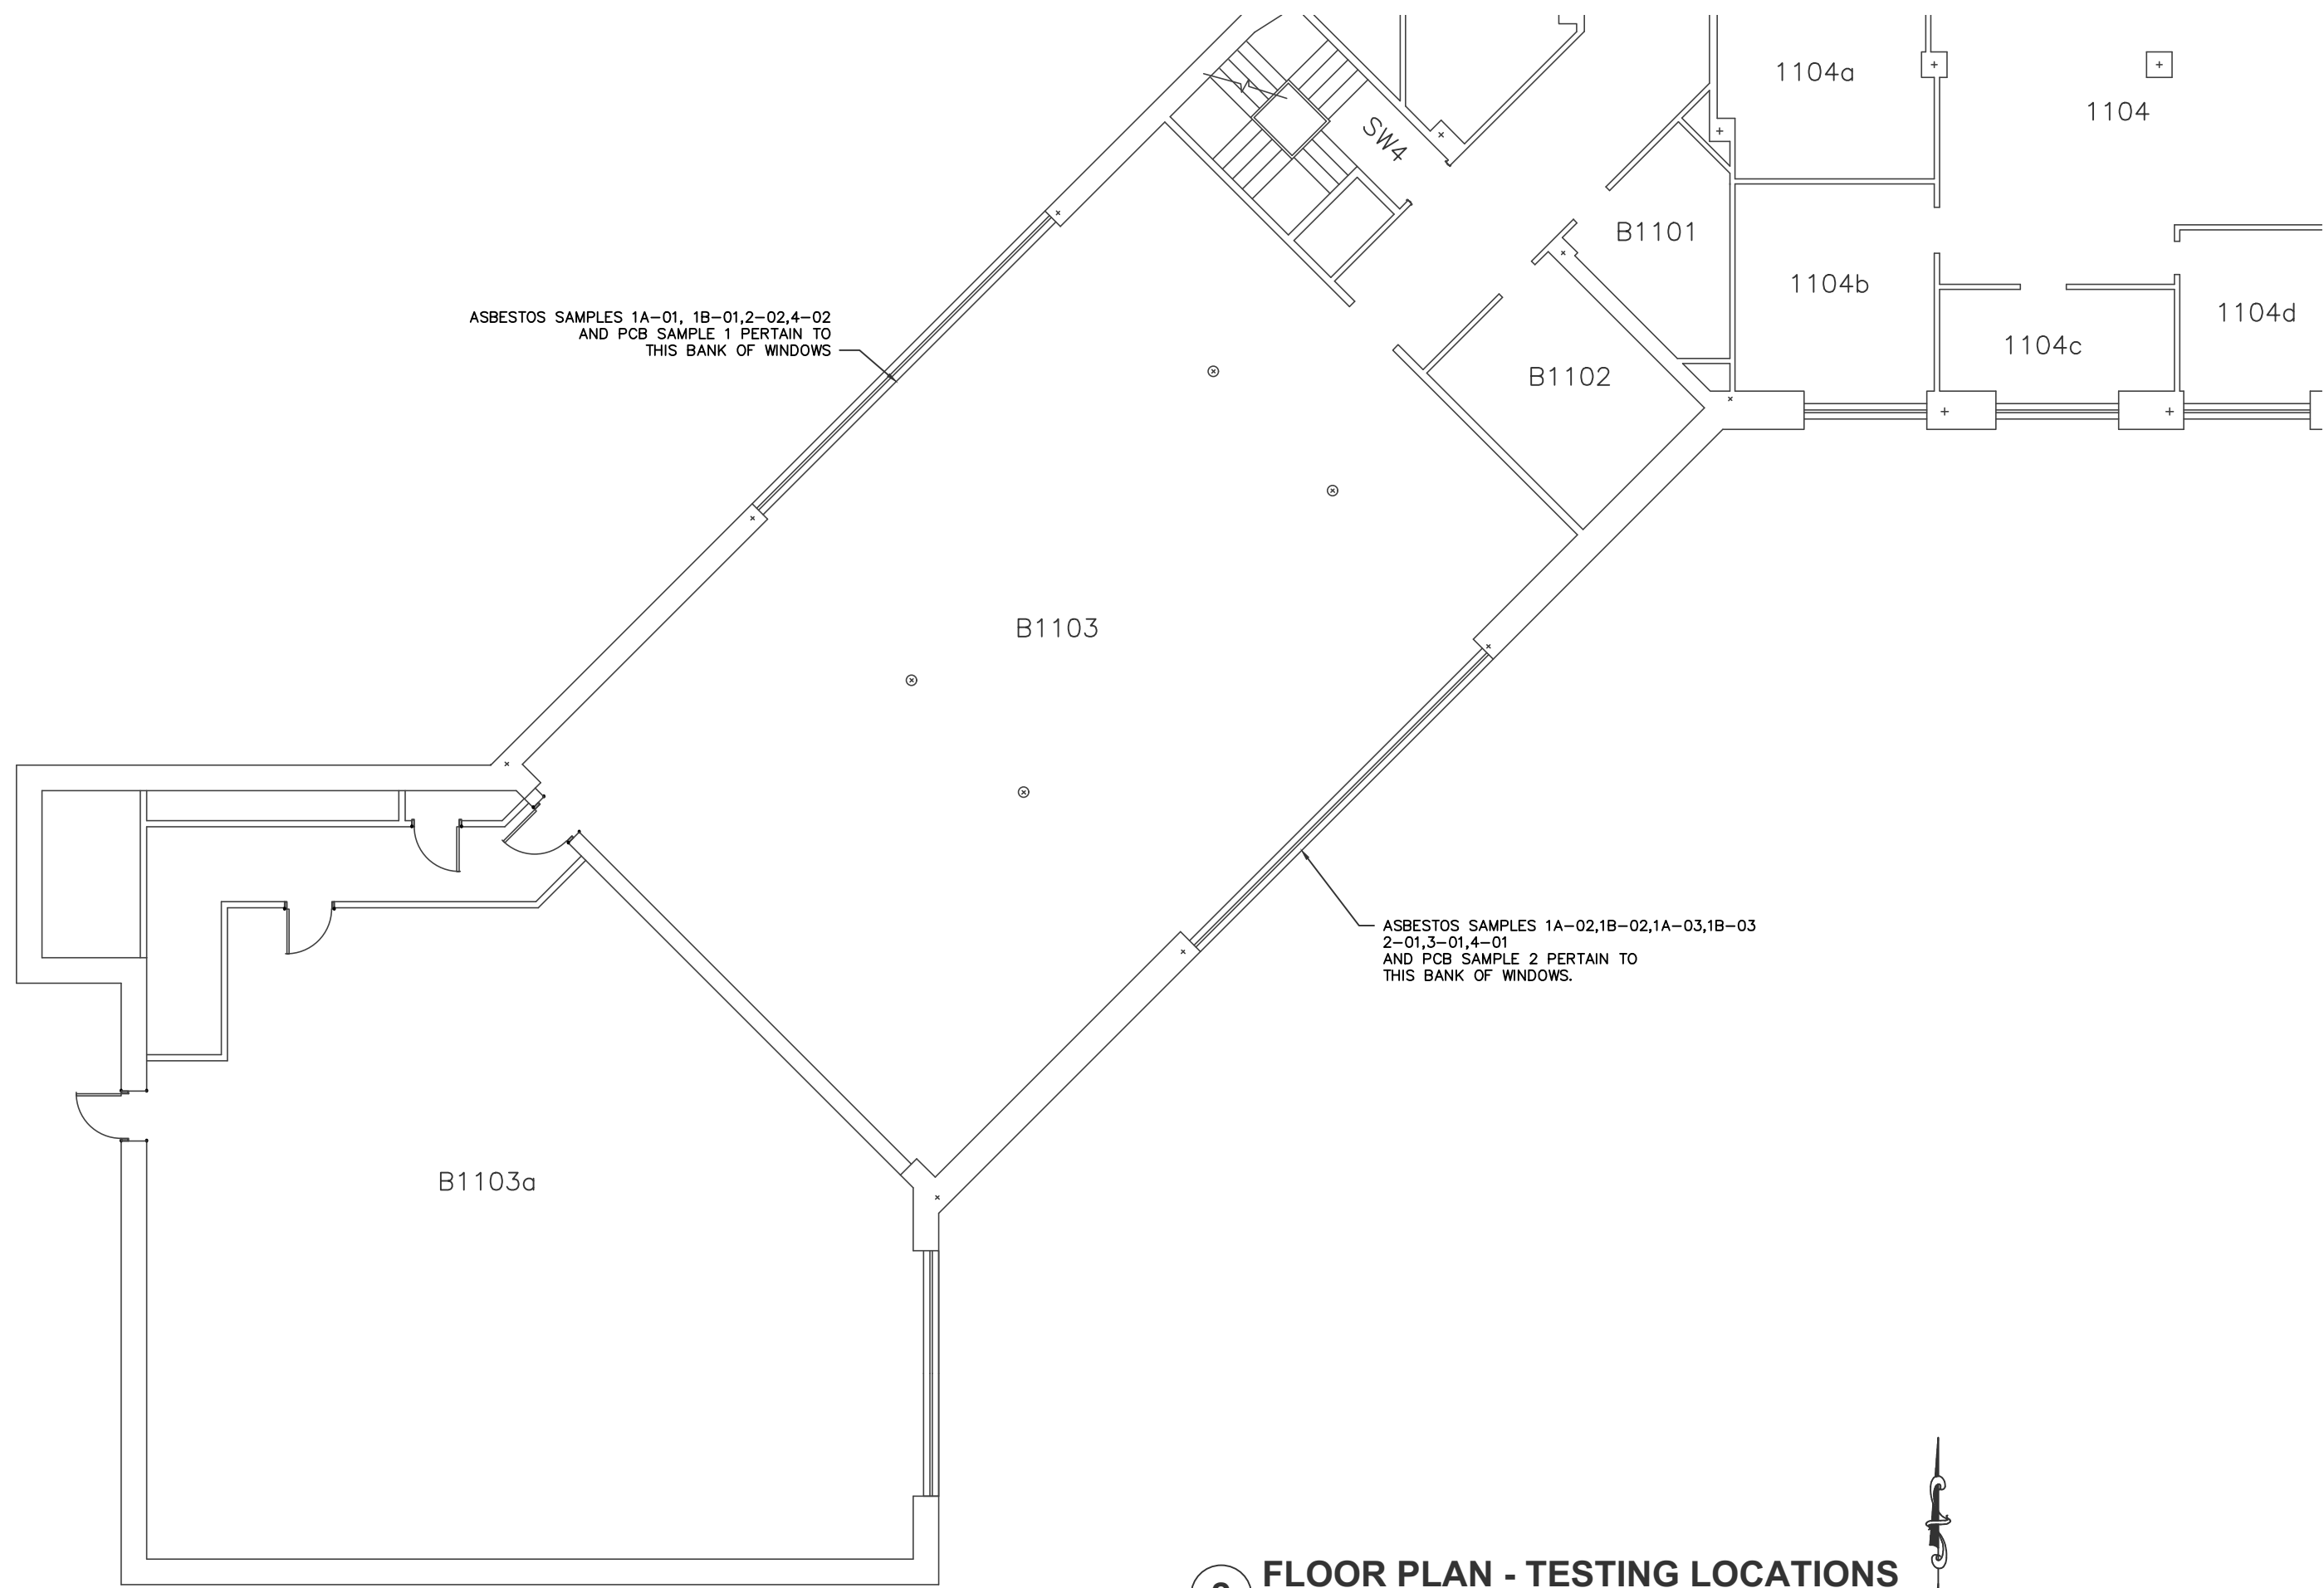 1104a
1104
SW4
B1101
1104b
1104d
ASBESTOS SAMPLES 1A-01, 1B-01,2-02,4-02
AND PCB SAMPLE 1 PERTAIN TO
THIS BANK OF WINDOWS
1104c
B1102
B1103
ASBESTOS SAMPLES 1A-02,1B-02,1A-03,1B-03
2-01,3-01,4-01
AND PCB SAMPLE 2 PERTAIN TO
THIS BANK OF WINDOWS.
B1103a
FLOOR PLAN - TESTING LOCATIONS